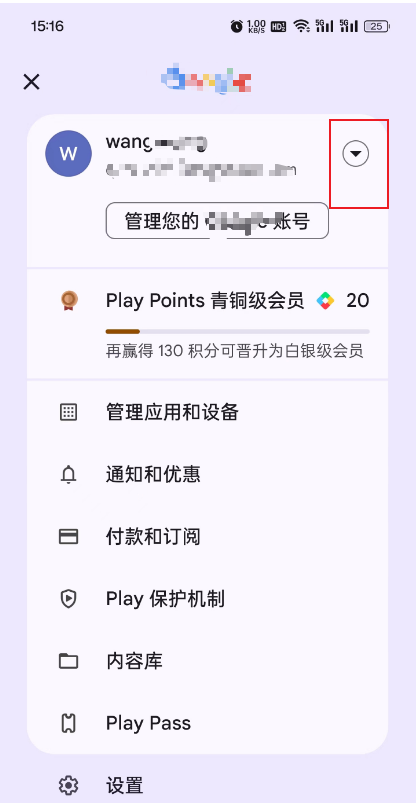 15:16
1.00 KB/S HD 5G 5G 25
W
wang
管理您的 账号
Play Points 青铜级会员 20
再赢得 130 积分可晋升为白银级会员
管理应用和设备
通知和优惠
付款和订阅
Play 保护机制
内容库
Play Pass
设置